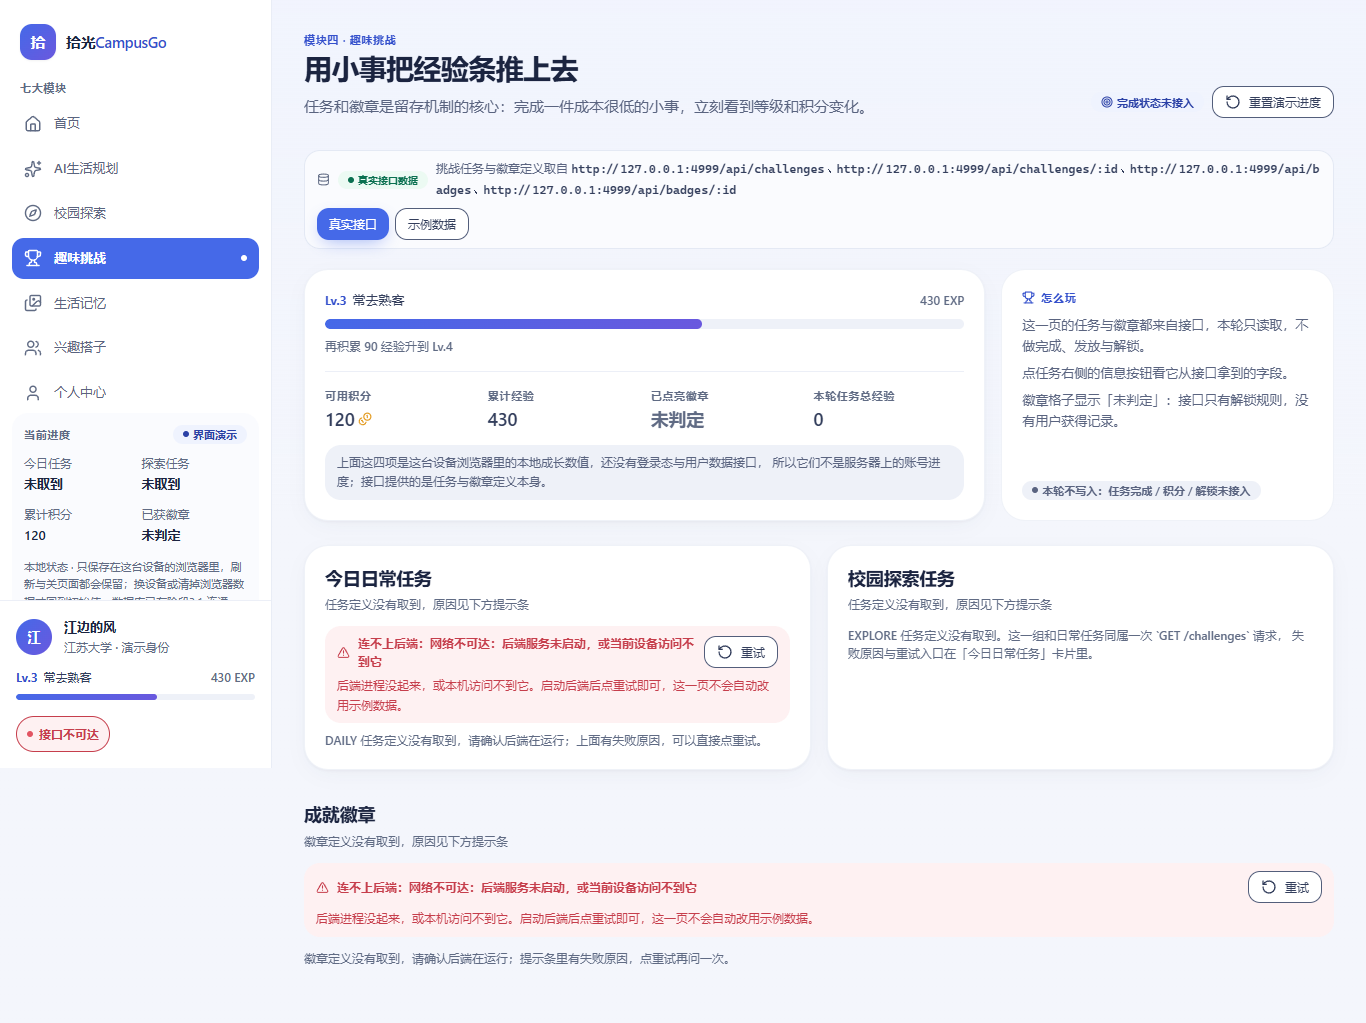 拾
拾光CampusGo
七大模块
首页
AI生活规划
校园探索
趣味挑战
生活记忆
兴趣搭子
个人中心
当前进度
界面演示
今日任务
探索任务
未取到
未取到
累计积分
已获徽章
120
未判定
本地状态 · 只保存在这台设备的浏览器里，刷
新与关页面都会保留；换设备或清掉浏览器数
江
江边的风
江苏大学 · 演示身份
Lv.3 常去熟客
430 EXP
接口不可达
模块四 · 趣味挑战
用小事把经验条推上去
任务和徽章是留存机制的核心：完成一件成本很低的小事，立刻看到等级和积分变化。
完成状态未接入
重置演示进度
真实接口数据
挑战任务与徽章定义取自 http://127.0.0.1:4999/api/challenges、http://127.0.0.1:4999/api/challenges/:id、http://127.0.0.1:4999/api/b
adges、http://127.0.0.1:4999/api/badges/:id
真实接口
示例数据
Lv.3 常去熟客
430 EXP
再积累 90 经验升到 Lv.4
可用积分
累计经验
已点亮徽章
本轮任务总经验
120
430
未判定
0
上面这四项是这台设备浏览器里的本地成长数值，还没有登录态与用户数据接口， 所以它们不是服务器上的账号进
度；接口提供的是任务与徽章定义本身。
怎么玩
这一页的任务与徽章都来自接口，本轮只读取，不
做完成、发放与解锁。
点任务右侧的信息按钮看它从接口拿到的字段。
徽章格子显示「未判定」：接口只有解锁规则，没
有用户获得记录。
本轮不写入：任务完成 / 积分 / 解锁未接入
今日日常任务
任务定义没有取到，原因见下方提示条
连不上后端：网络不可达：后端服务未启动，或当前设备访问不
到它
重试
后端进程没起来，或本机访问不到它。启动后端后点重试即可，这一页不会自动改
用示例数据。
DAILY 任务定义没有取到，请确认后端在运行；上面有失败原因，可以直接点重试。
校园探索任务
任务定义没有取到，原因见下方提示条
EXPLORE 任务定义没有取到。这一组和日常任务同属一次 `GET /challenges` 请求， 失
败原因与重试入口在「今日日常任务」卡片里。
成就徽章
徽章定义没有取到，原因见下方提示条
连不上后端：网络不可达：后端服务未启动，或当前设备访问不到它
重试
后端进程没起来，或本机访问不到它。启动后端后点重试即可，这一页不会自动改用示例数据。
徽章定义没有取到，请确认后端在运行；提示条里有失败原因，点重试再问一次。